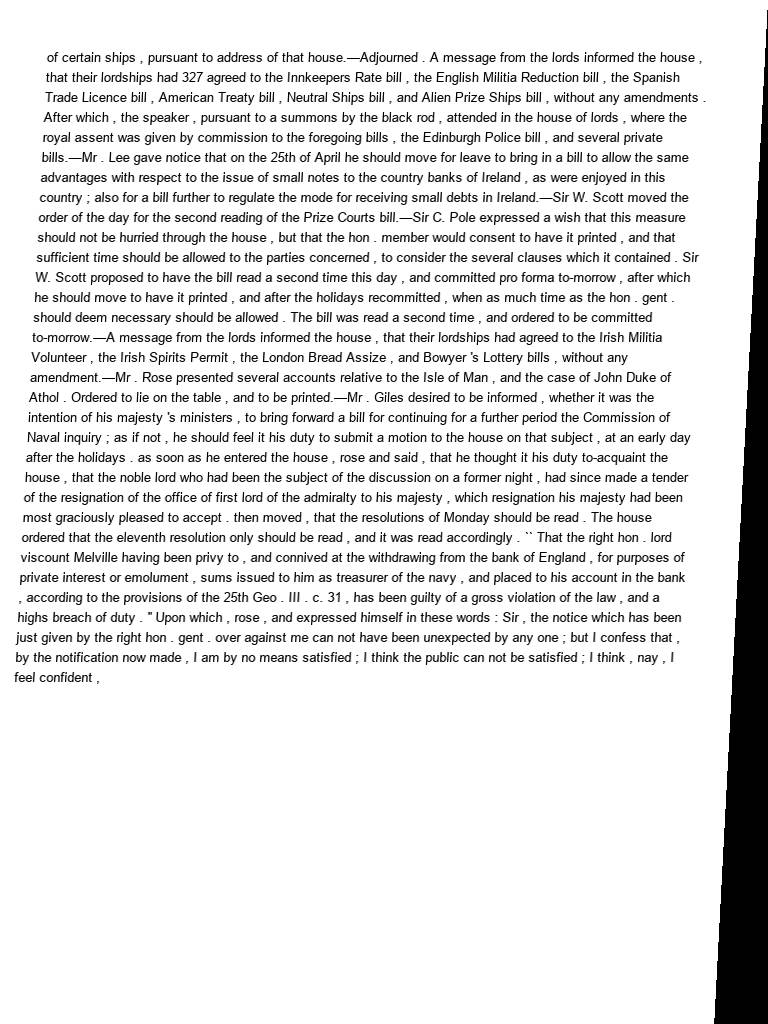 of certain ships , pursuant to address of that house.—Adjourned . A message from the lords informed the house ,
that their lordships had 327 agreed to the Innkeepers Rate bill , the English Militia Reduction bill , the Spanish
Trade Licence bill , American Treaty bill , Neutral Ships bill , and Alien Prize Ships bill , without any amendments .
After which , the speaker , pursuant to a summons by the black rod , attended in the house of lords , where the
royal assent was given by commission to the foregoing bills , the Edinburgh Police bill , and several private
bills.—Mr . Lee gave notice that on the 25th of April he should move for leave to bring in a bill to allow the same
advantages with respect to the issue of small notes to the country banks of Ireland , as were enjoyed in this
country ; also for a bill further to regulate the mode for receiving small debts in Ireland.—Sir W. Scott moved the
order of the day for the second reading of the Prize Courts bill.—Sir C. Pole expressed a wish that this measure
should not be hurried through the house , but that the hon . member would consent to have it printed , and that
sufficient time should be allowed to the parties concerned , to consider the several clauses which it contained . Sir
W. Scott proposed to have the bill read a second time this day , and committed pro forma to-morrow , after which
he should move to have it printed , and after the holidays recommitted , when as much time as the hon . gent .
should deem necessary should be allowed . The bill was read a second time , and ordered to be committed
to-morrow.—A message from the lords informed the house , that their lordships had agreed to the Irish Militia
Volunteer , the Irish Spirits Permit , the London Bread Assize , and Bowyer 's Lottery bills , without any
amendment.—Mr . Rose presented several accounts relative to the Isle of Man , and the case of John Duke of
Athol . Ordered to lie on the table , and to be printed.—Mr . Giles desired to be informed , whether it was the
intention of his majesty 's ministers , to bring forward a bill for continuing for a further period the Commission of
Naval inquiry ; as if not , he should feel it his duty to submit a motion to the house on that subject , at an early day
after the holidays . as soon as he entered the house , rose and said , that he thought it his duty to-acquaint the
house , that the noble lord who had been the subject of the discussion on a former night , had since made a tender
of the resignation of the office of first lord of the admiralty to his majesty , which resignation his majesty had been
most graciously pleased to accept . then moved , that the resolutions of Monday should be read . The house
ordered that the eleventh resolution only should be read , and it was read accordingly . `` That the right hon . lord
viscount Melville having been privy to , and connived at the withdrawing from the bank of England , for purposes of
private interest or emolument , sums issued to him as treasurer of the navy , and placed to his account in the bank
, according to the provisions of the 25th Geo . III . c. 31 , has been guilty of a gross violation of the law , and a
highs breach of duty . '' Upon which , rose , and expressed himself in these words : Sir , the notice which has been
just given by the right hon . gent . over against me can not have been unexpected by any one ; but I confess that ,
by the notification now made , I am by no means satisfied ; I think the public can not be satisfied ; I think , nay , I
feel confident ,